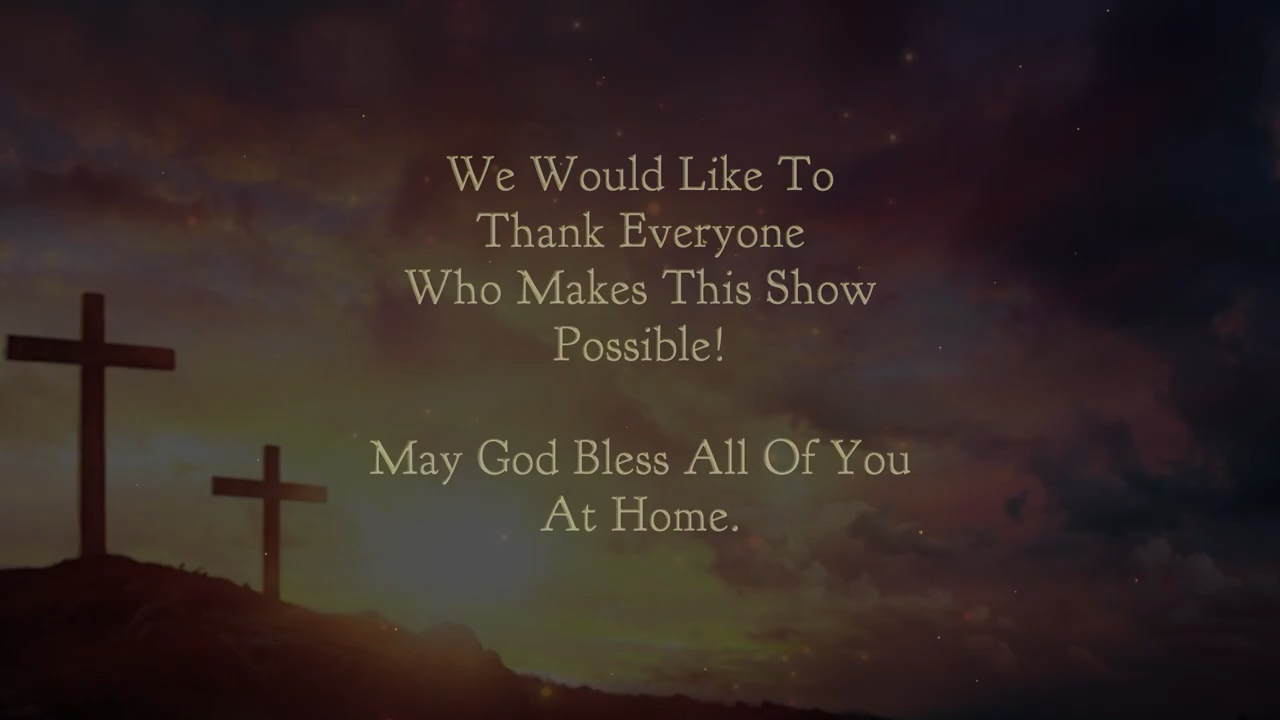 We Would Like To
Thank Everyone
Who Makes This Show
Possible!
May God Bless All Of You
At Home.